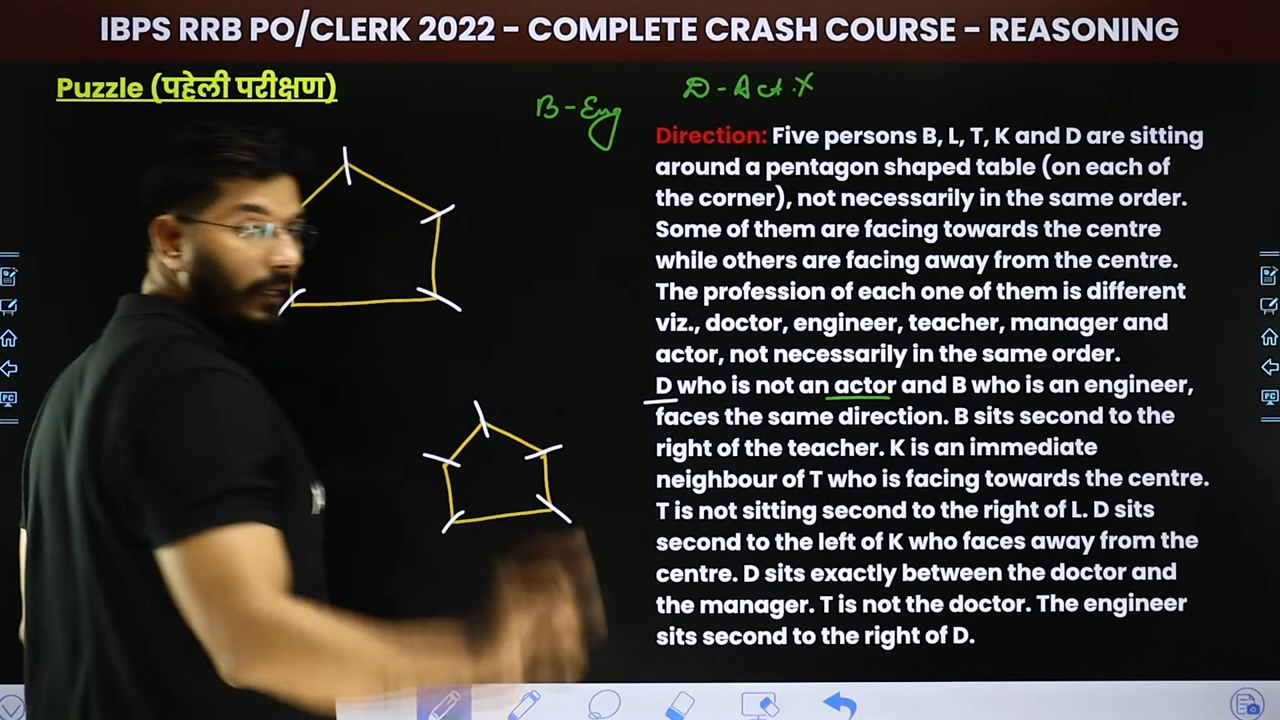 IBPS RRB PO/CLERK 2022 - COMPLETE CRASH COURSE - REASONING
Puzzle (पहेली परीक्षण)
B-Eng
D-Act.X
Direction: Five persons B, L, T, K and D are sitting
around a pentagon shaped table (on each of
the corner), not necessarily in the same order.
Some of them are facing towards the centre
while others are facing away from the centre.
The profession of each one of them is different
viz., doctor, engineer, teacher, manager and
actor, not necessarily in the same order.
D who is not an actor and B who is an engineer,
faces the same direction. B sits second to the
right of the teacher. K is an immediate
neighbour of T who is facing towards the centre.
T is not sitting second to the right of L. D sits
second to the left of K who faces away from the
centre. D sits exactly between the doctor and
the manager. T is not the doctor. The engineer
sits second to the right of D.
PC
PC